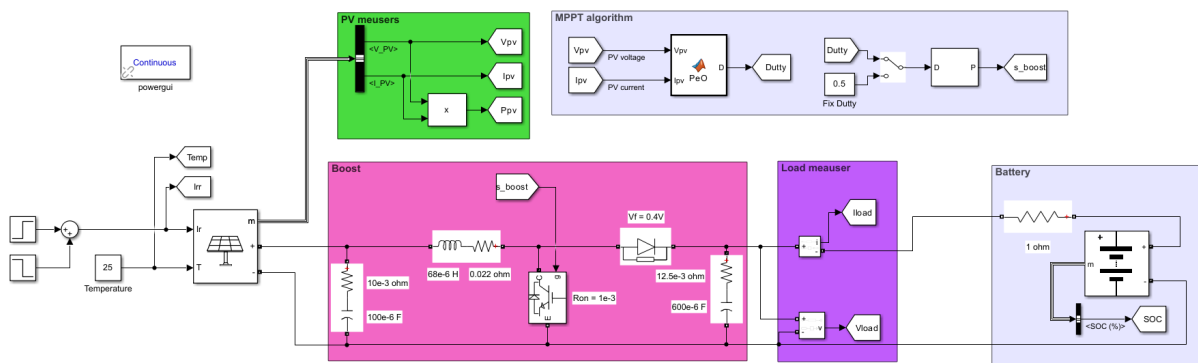 PV meusers
<V_PV>
Vpv
<I_PV>
Ipv
x
Ppv
MPPT algorithm
Vpv
PV voltage
Vpv
Ipv
PV current
Ipv
PeO
D
Dutty
Dutty
0.5
Fix Dutty
D
P
s_boost
Continuous
powergui
Temp
Irr
25
Temperature
Ir
T
m
+
-
Boost
s_boost
68e-6 H
0.022 ohm
10e-3 ohm
100e-6 F
g
C
E
Ron = 1e-3
Vf = 0.4V
12.5e-3 ohm
600e-6 F
Load meauser
Iload
+
i
-
+
-
v
Vload
Battery
1 ohm
+
m
+
-
<SOC (%)>
SOC